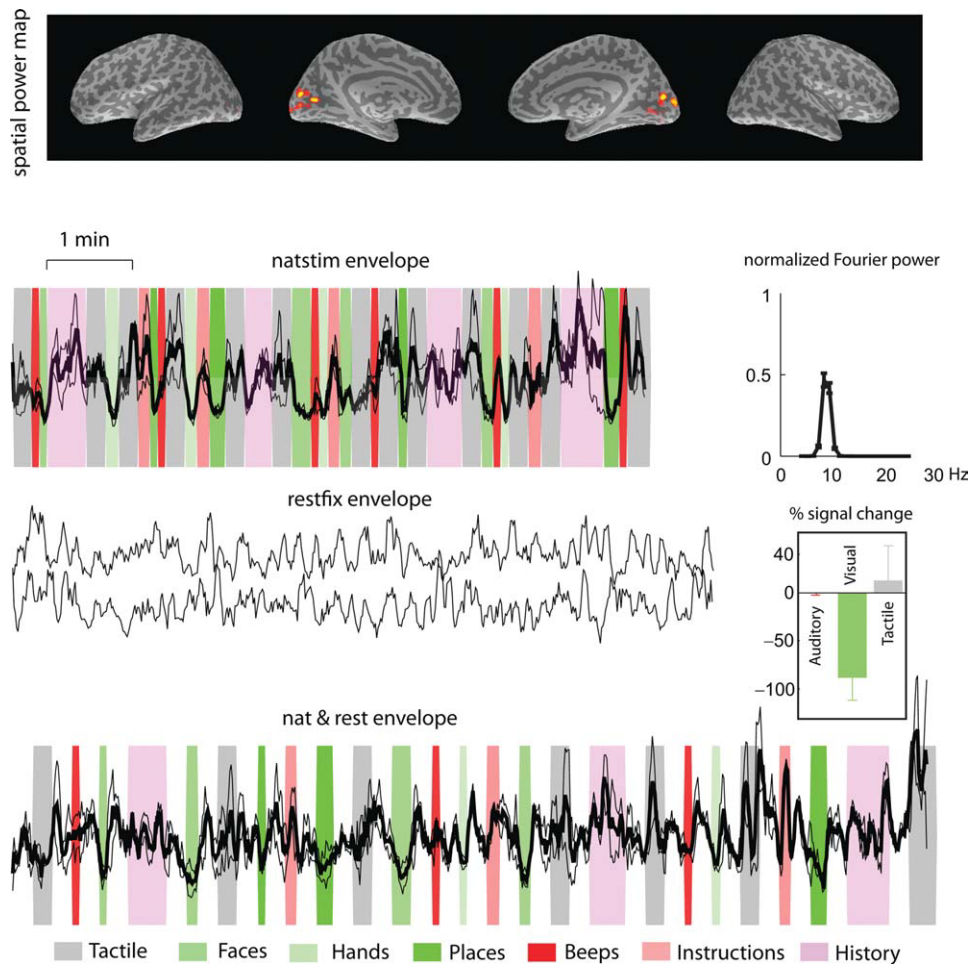 spatial power map
1 min
natstim envelope
normalized Fourier power
1
0.5
0
0 10 20 30 Hz
restfix envelope
% signal change
40
0
−50
−100
Auditory
Visual
Tactile
nat & rest envelope
Tactile Faces Hands Places Beeps Instructions History